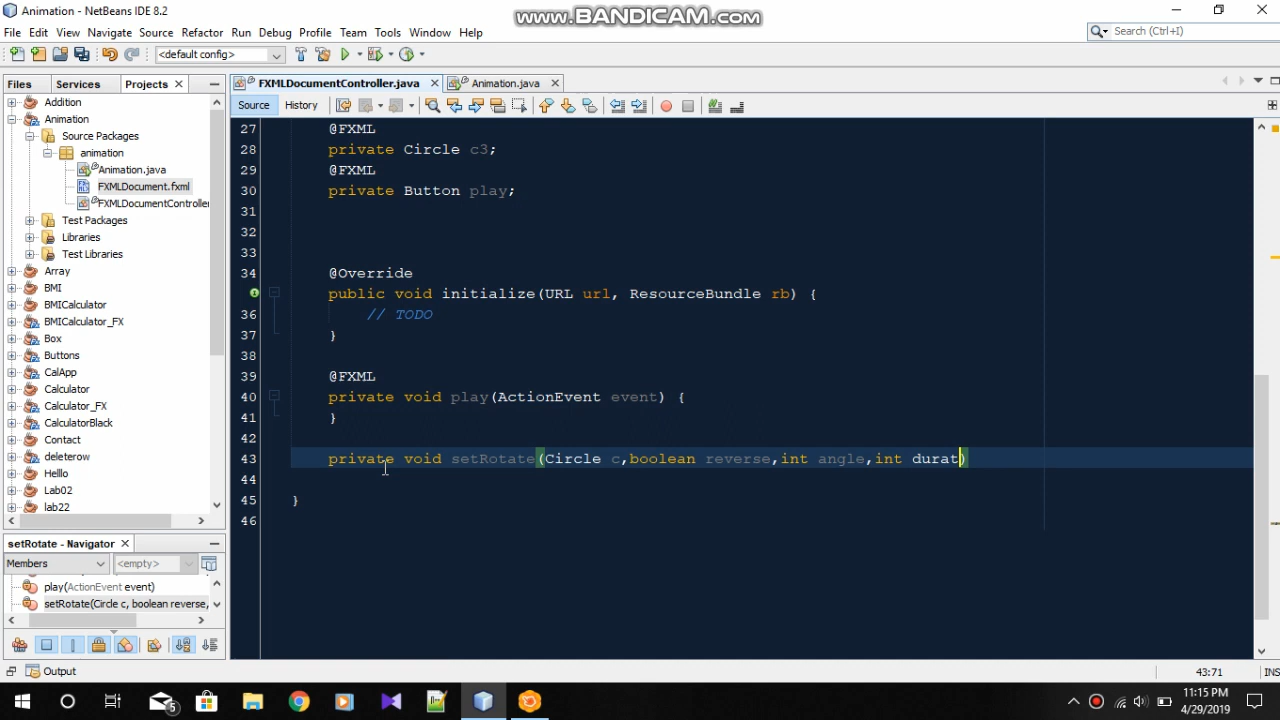 Animation - NetBeans IDE 8.2
www.BANDICAM.com
File Edit View Navigate Source Refactor Run Debug Profile Team Tools Window Help
Search (Ctrl+I)
<default config>
Files Services Projects
FXMLDocumentController.java Animation.java
Source History
Addition
Animation
Source Packages
animation
Animation.java
FXMLDocument.fxml
FXMLDocumentController
Test Packages
Libraries
Test Libraries
Array
BMI
BMICalculator
BMICalculator_FX
Box
Buttons
CalApp
Calculator
Calculator_FX
CalculatorBlack
Contact
deleterow
Helllo
Lab02
lab22
27 @FXML
28 private Circle c3;
29 @FXML
30 private Button play;
31
32
33
34 @Override
public void initialize(URL url, ResourceBundle rb) {
36 // TODO
37 }
38
39 @FXML
40 private void play(ActionEvent event) {
41 }
42
43 private void setRotate(Circle c,boolean reverse,int angle,int durat)
44
45 }
46
setRotate - Navigator
Members <empty>
play(ActionEvent event)
setRotate(Circle c, boolean reverse,
Output
43:71 INS
5
11:15 PM
4/29/2019